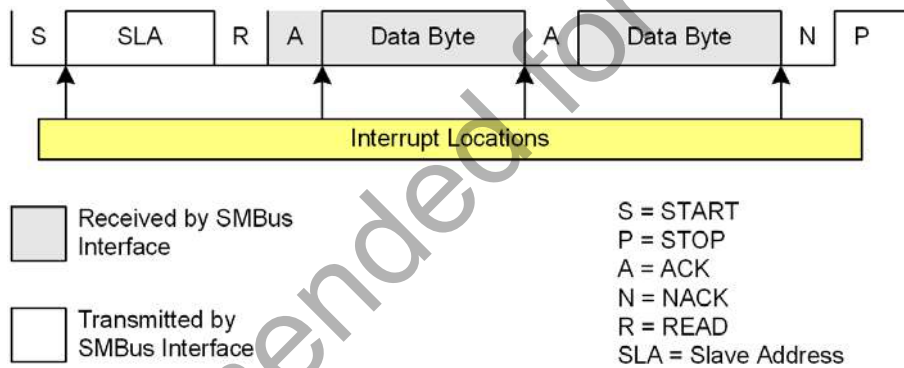 S SLA R A Data Byte A Data Byte N P
Interrupt Locations
Received by SMBus
Interface
Transmitted by
SMBus Interface
S = START
P = STOP
A = ACK
N = NACK
R = READ
SLA = Slave Address